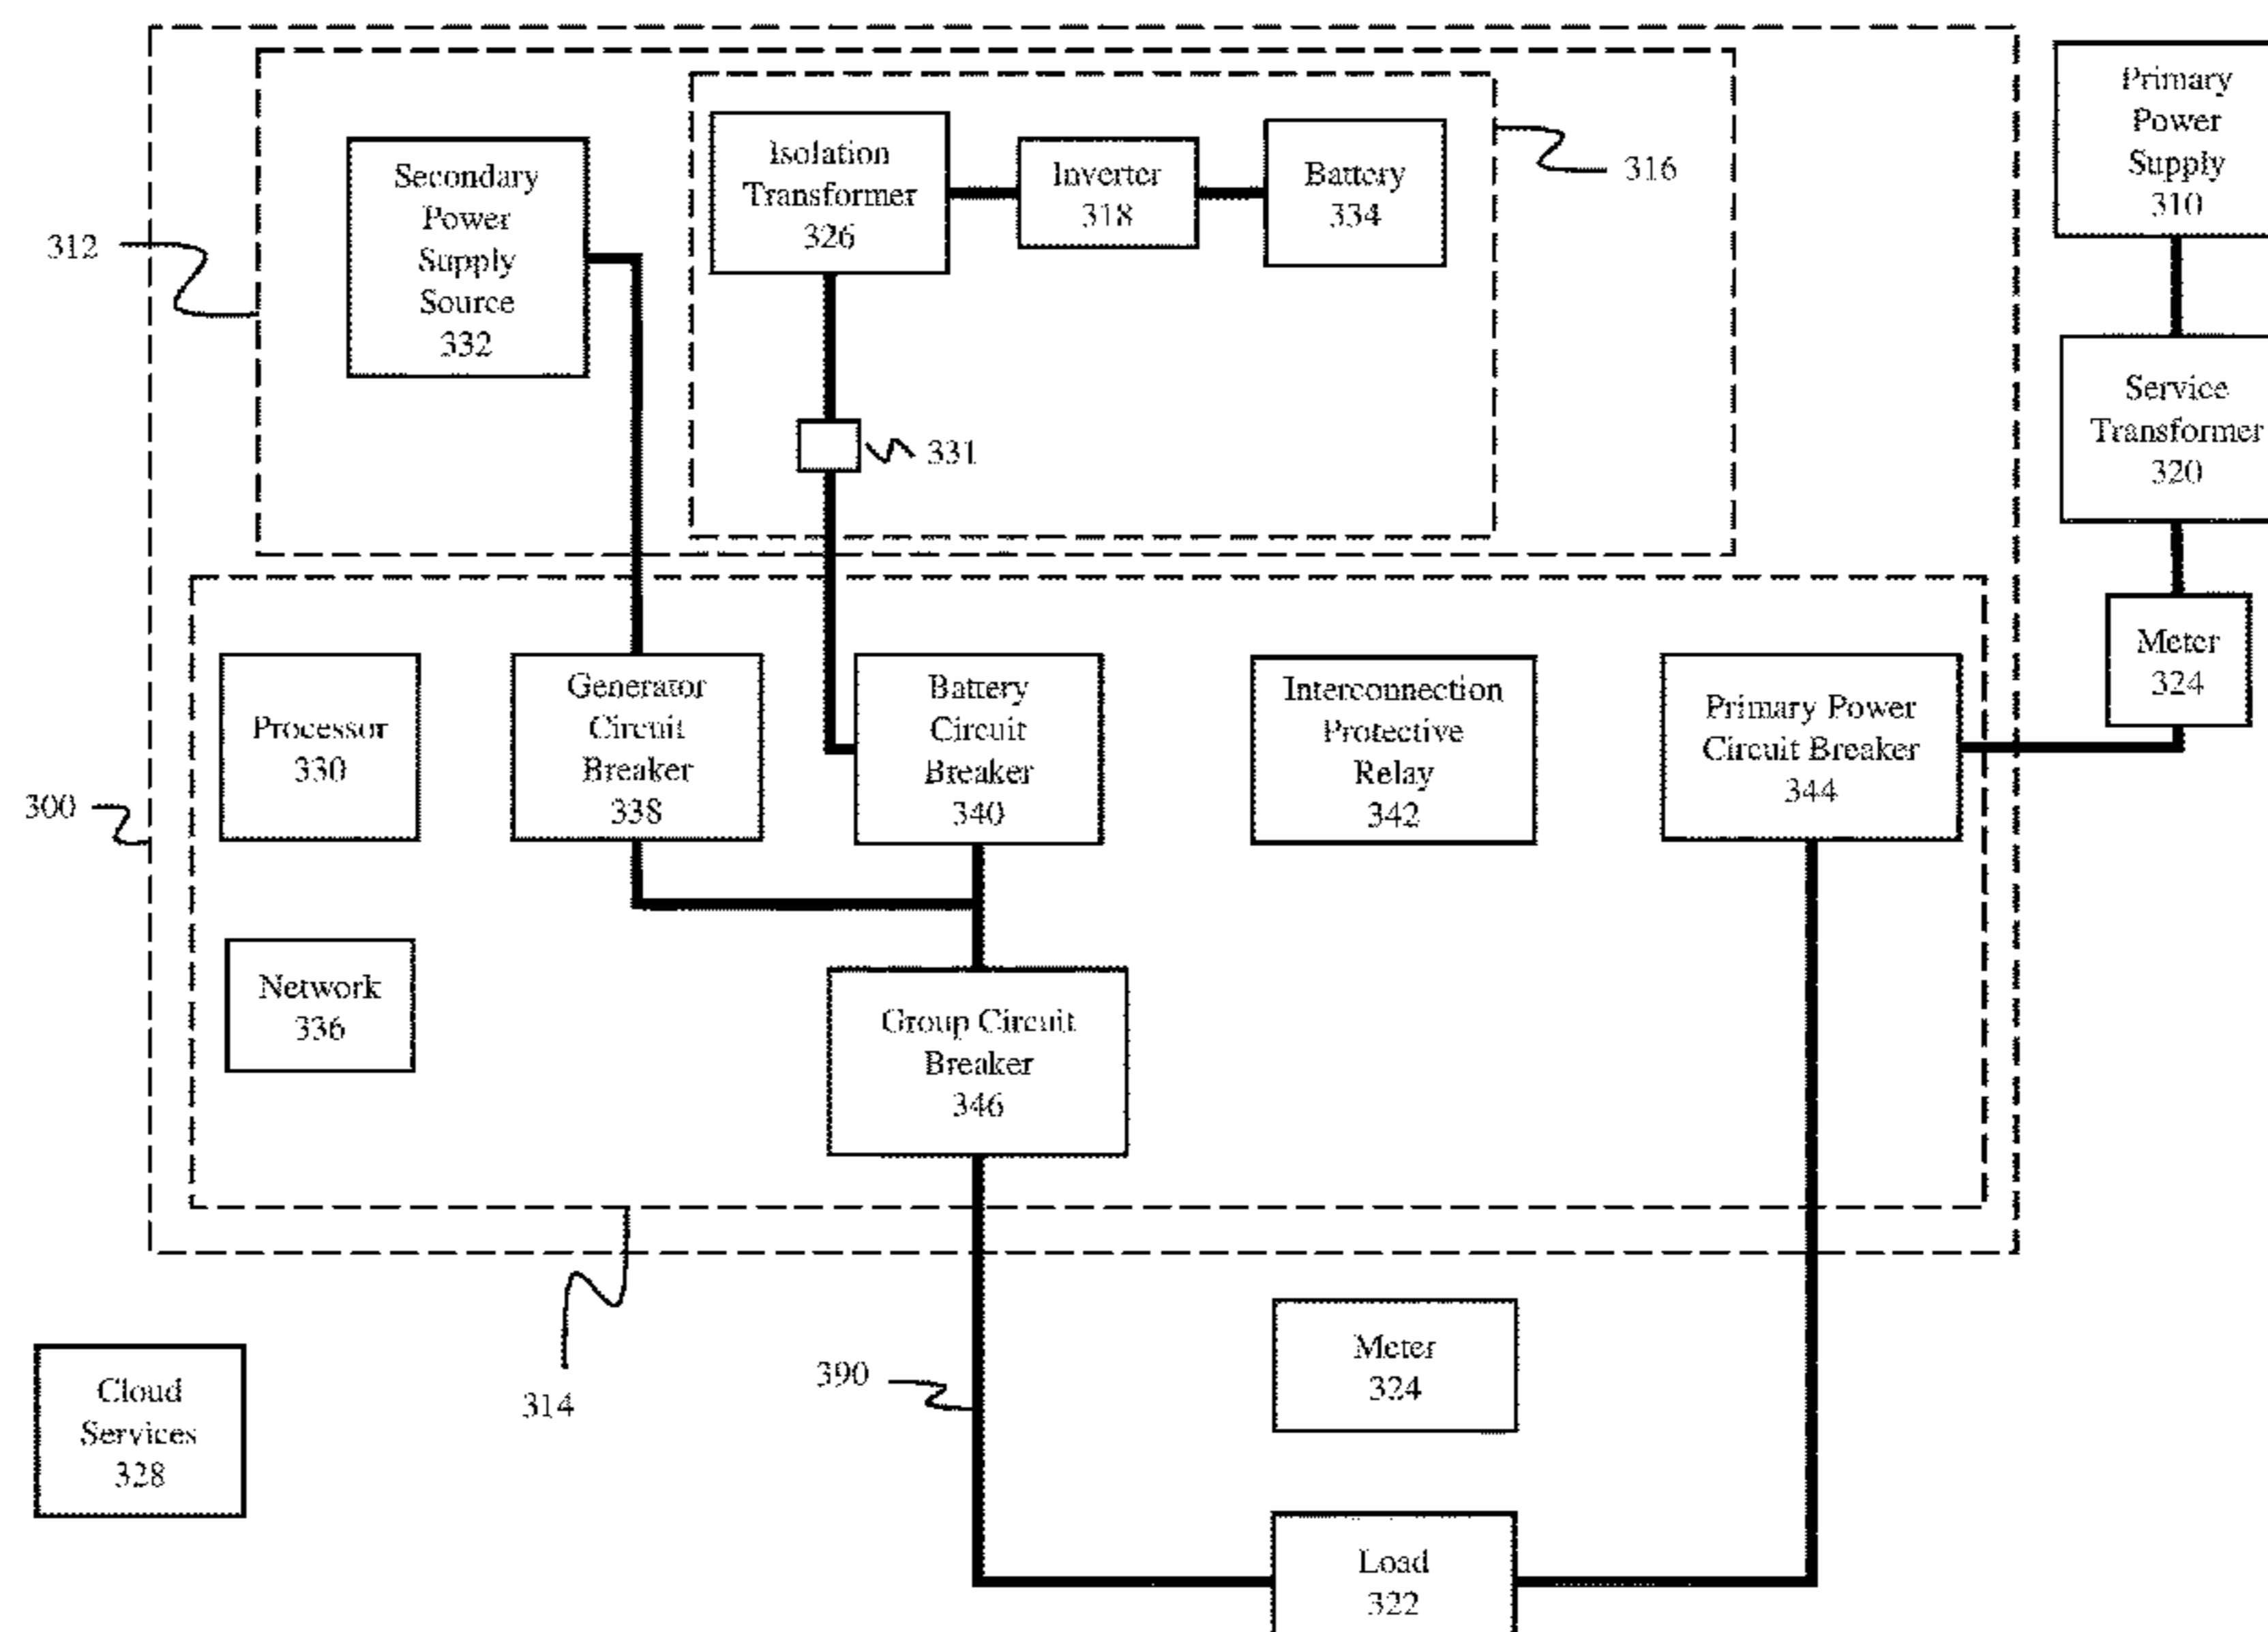 Primary
Power
Supply
310
Isolation
Transformer
326
Inverter
318
Battery
334
316
Secondary
Power
Supply
Source
332
312
331
Service
Transformer
320
Meter
324
Processor
330
Generator
Circuit
Breaker
338
Battery
Circuit
Breaker
340
Interconnection
Protective
Relay
342
Primary Power
Circuit Breaker
344
300
Network
336
Group Circuit
Breaker
346
Meter
324
390
314
Cloud
Services
328
Load
322